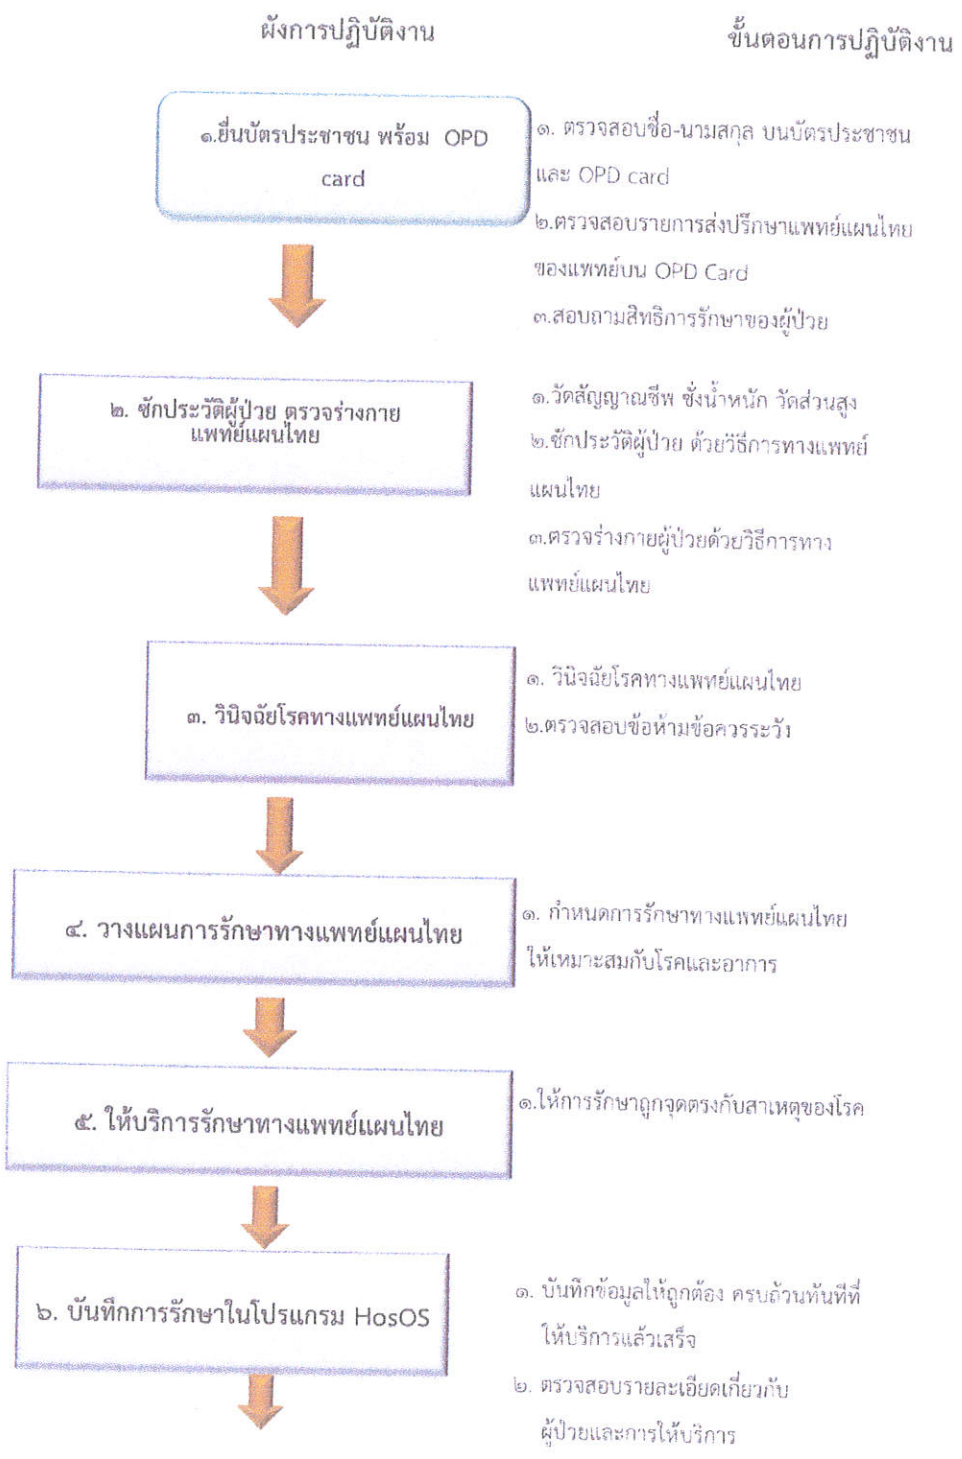 ผังการปฏิบัติงาน
ขั้นตอนการปฏิบัติงาน
๑.ยื่นบัตรประชาชน พร้อม OPD
card
๑. ตรวจสอบชื่อ-นามสกุล บนบัตรประชาชน
และ OPD card
๒.ตรวจสอบรายการส่งปรึกษาแพทย์แผนไทย
ของแพทย์บน OPD Card
๓.สอบถามสิทธิการรักษาของผู้ป่วย
๒. ซักประวัติผู้ป่วย ตรวจร่างกาย
แพทย์แผนไทย
๑.วัดสัญญาณชีพ ชั่งน้ำหนัก วัดส่วนสูง
๒.ซักประวัติผู้ป่วย ด้วยวิธีการทางแพทย์
แผนไทย
๓.ตรวจร่างกายผู้ป่วยด้วยวิธีการทาง
แพทย์แผนไทย
๓. วินิจฉัยโรคทางแพทย์แผนไทย
๑. วินิจฉัยโรคทางแพทย์แผนไทย
๒.ตรวจสอบข้อห้ามข้อควรระวัง
๔. วางแผนการรักษาทางแพทย์แผนไทย
๑. กำหนดการรักษาทางแพทย์แผนไทย
ให้เหมาะสมกับโรคและอาการ
๕. ให้บริการรักษาทางแพทย์แผนไทย
๑.ให้การรักษาถูกจุดตรงกับสาเหตุของโรค
๖. บันทึกการรักษาในโปรแกรม HosOS
๑. บันทึกข้อมูลให้ถูกต้อง ครบถ้วนทันทีที่
ให้บริการแล้วเสร็จ
๒. ตรวจสอบรายละเอียดเกี่ยวกับ
ผู้ป่วยและการให้บริการ